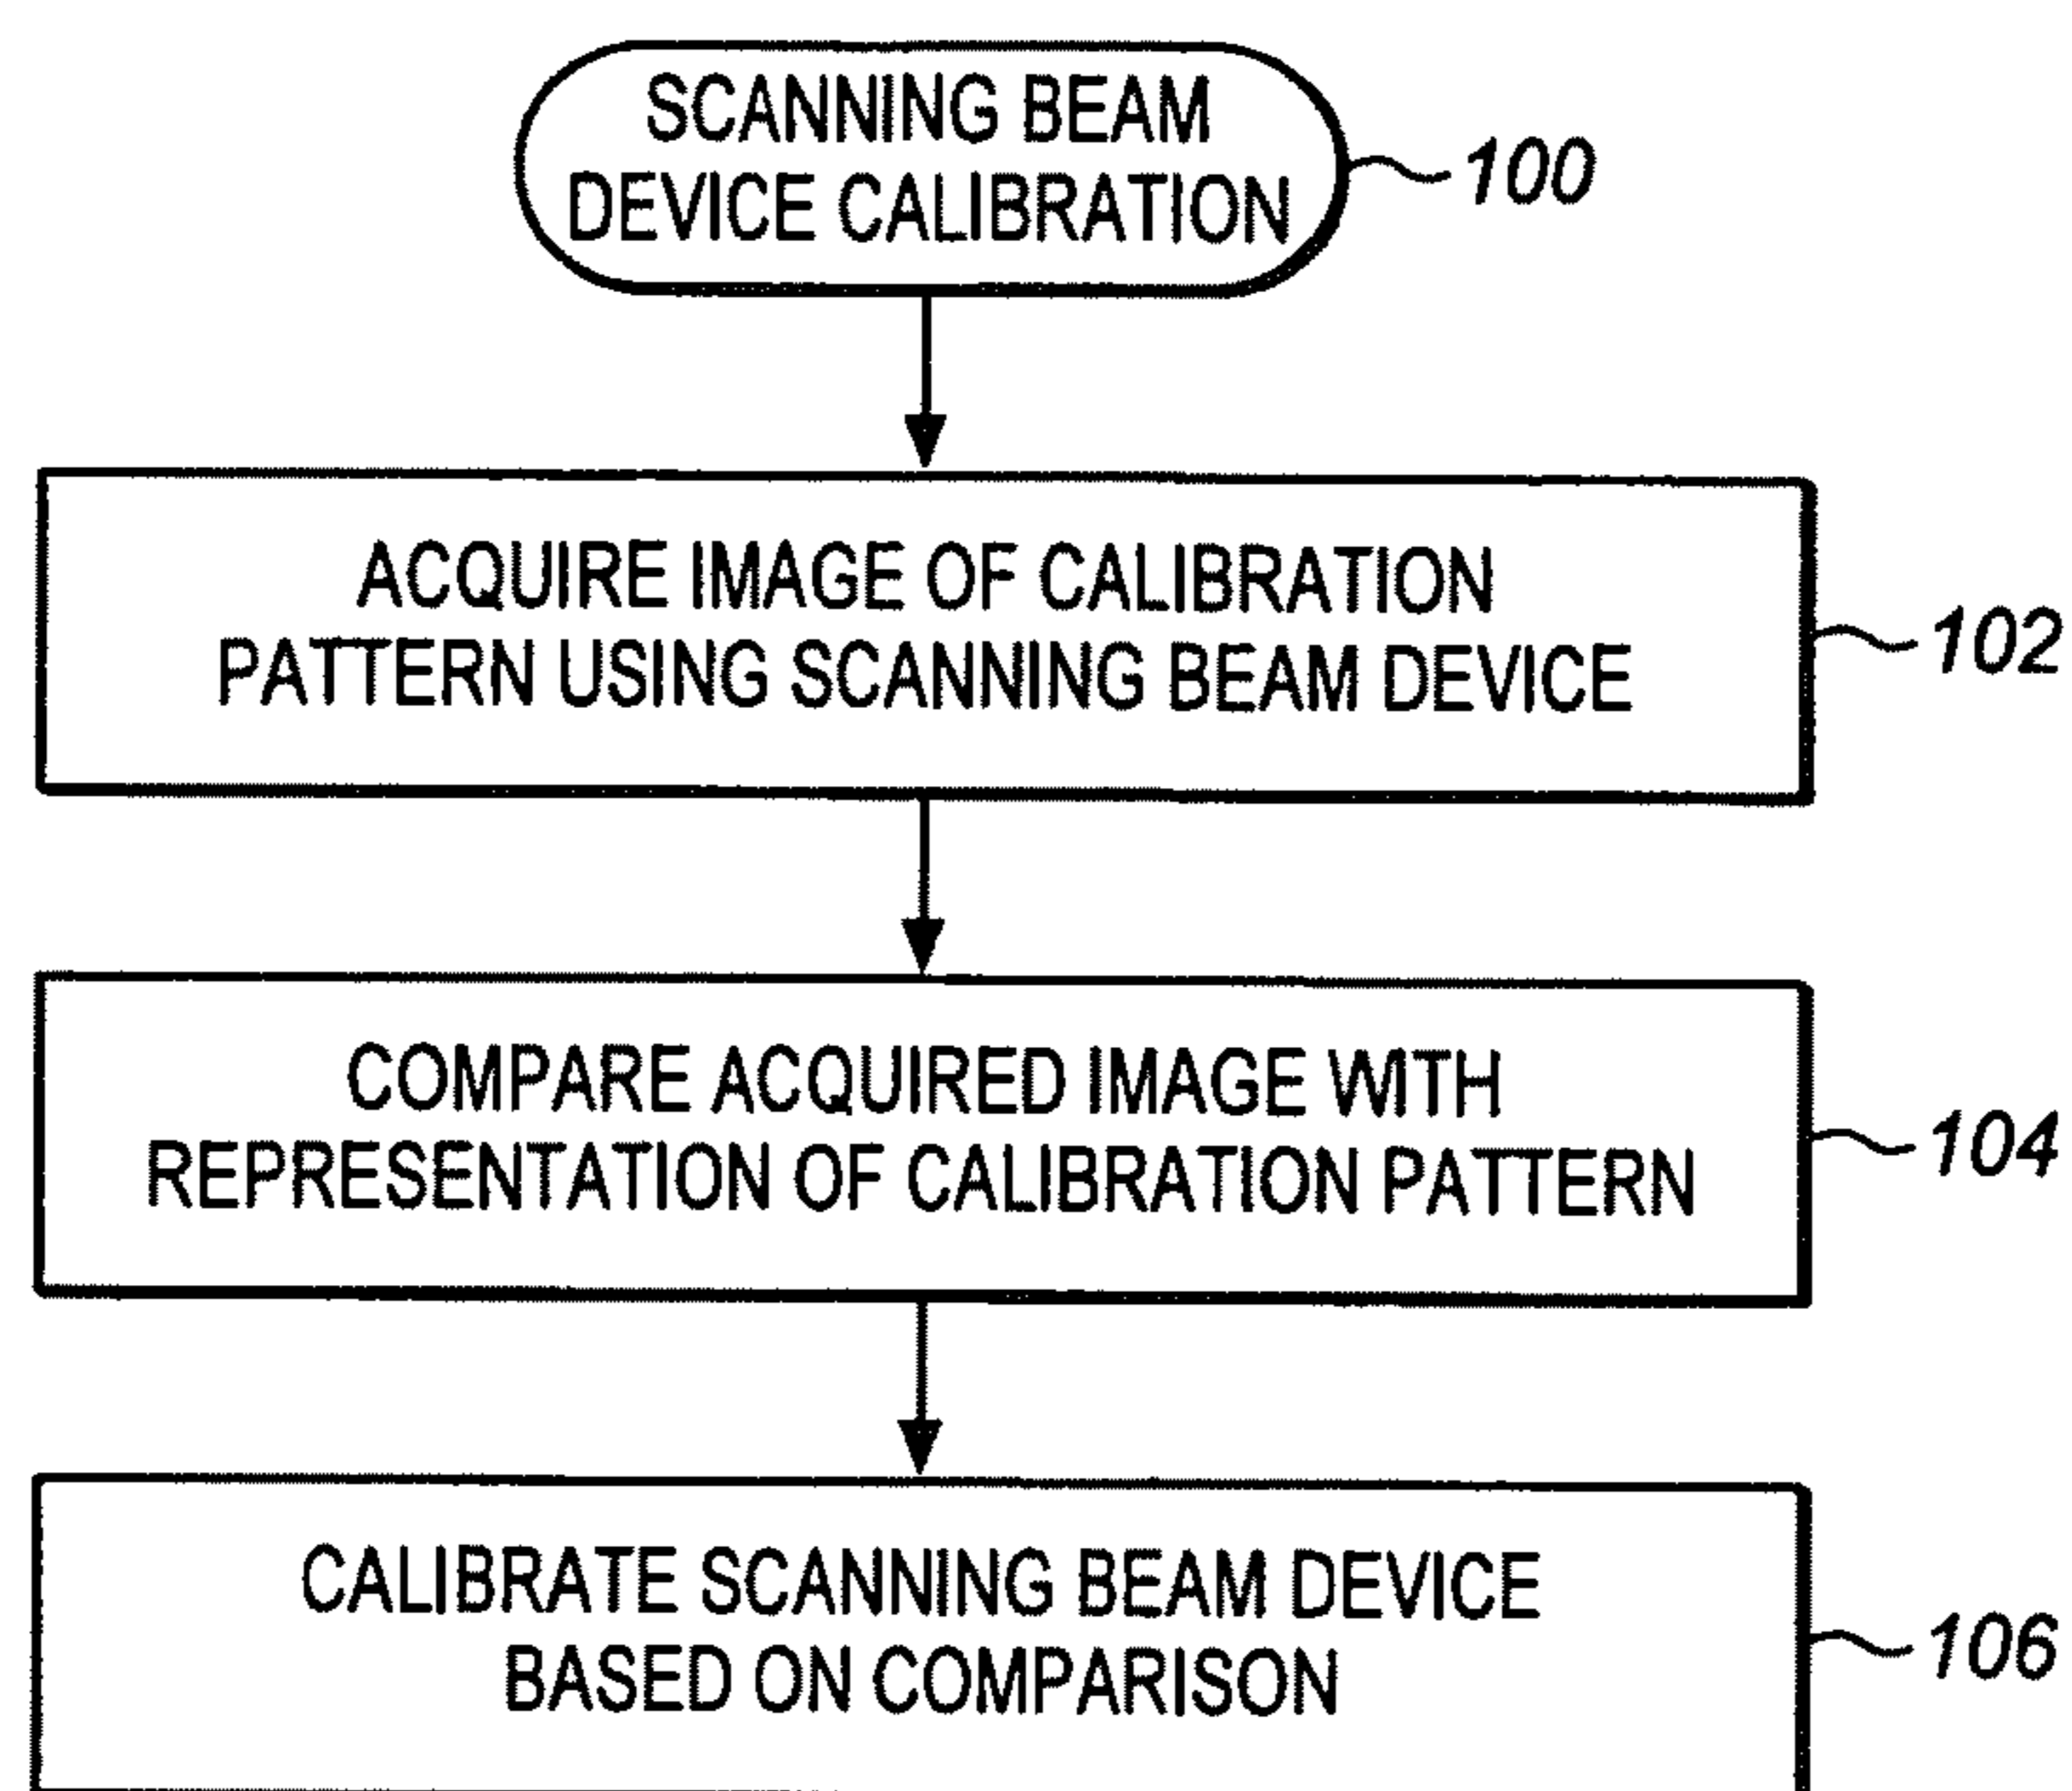 SCANNING BEAM
DEVICE CALIBRATION
100
ACQUIRE IMAGE OF CALIBRATION
PATTERN USING SCANNING BEAM DEVICE
102
COMPARE ACQUIRED IMAGE WITH
REPRESENTATION OF CALIBRATION PATTERN
104
CALIBRATE SCANNING BEAM DEVICE
BASED ON COMPARISON
106